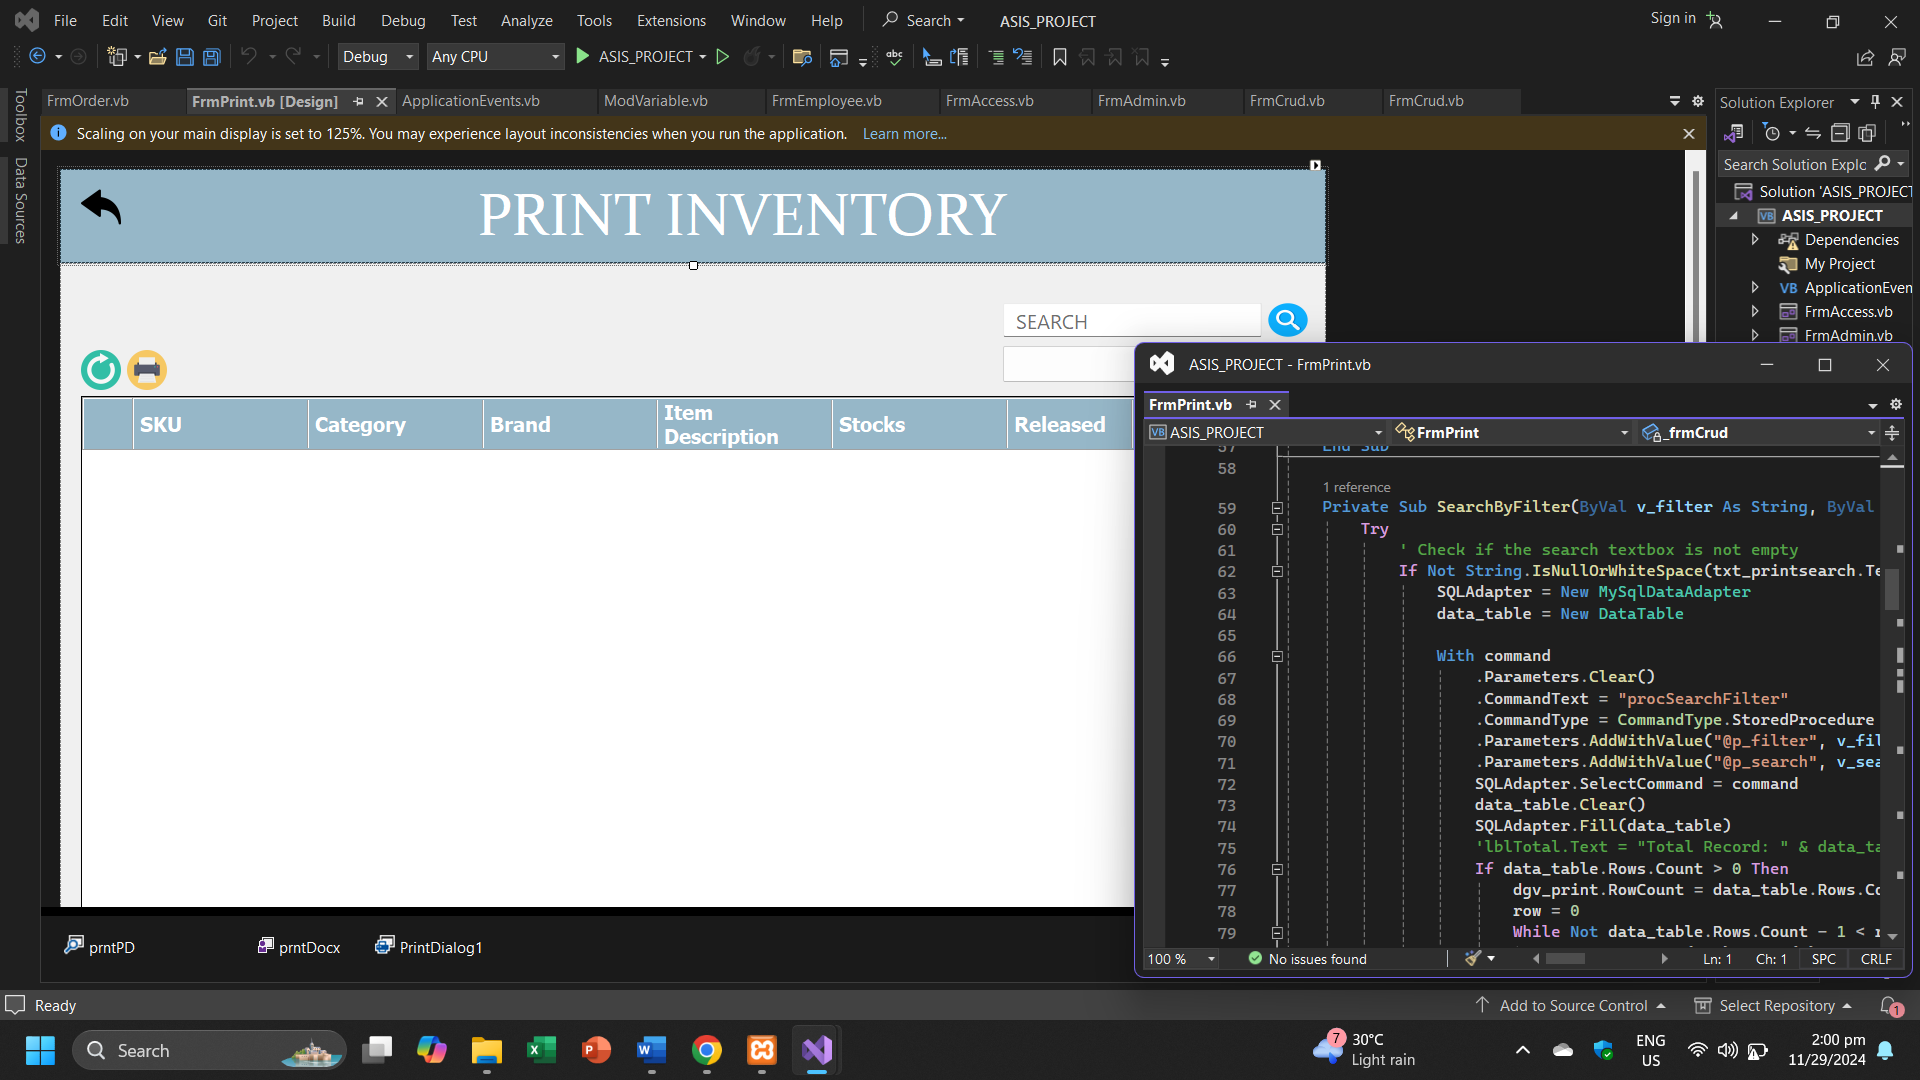 File Edit View Git Project Build Debug Test Analyze Tools Extensions Window Help Search ASIS_PROJECT Sign in
Debug Any CPU ASIS_PROJECT
FrmOrder.vb FrmPrint.vb [Design] ApplicationEvents.vb ModVariable.vb FrmEmployee.vb FrmAccess.vb FrmAdmin.vb FrmCrud.vb FrmCrud.vb
Toolbox
Data Sources
Scaling on your main display is set to 125%. You may experience layout inconsistencies when you run the application. Learn more...
PRINT INVENTORY
SEARCH
SKU Category Brand Item Description Stocks Released
prntPD prntDocx PrintDialog1
Solution Explorer
Search Solution Explo
Solution 'ASIS_PROJECT
ASIS_PROJECT
Dependencies
My Project
ApplicationEven
FrmAccess.vb
FrmAdmin.vb
ASIS_PROJECT - FrmPrint.vb
FrmPrint.vb
ASIS_PROJECT FrmPrint _frmCrud
57 End Sub
58
1 reference
59 Private Sub SearchByFilter(ByVal v_filter As String, ByVal
60 Try
61 ' Check if the search textbox is not empty
62 If Not String.IsNullOrWhiteSpace(txt_printsearch.Te
63 SQLAdapter = New MySqlDataAdapter
64 data_table = New DataTable
65
66 With command
67 .Parameters.Clear()
68 .CommandText = "procSearchFilter"
69 .CommandType = CommandType.StoredProcedure
70 .Parameters.AddWithValue("@p_filter", v_fil
71 .Parameters.AddWithValue("@p_search", v_sea
72 SQLAdapter.SelectCommand = command
73 data_table.Clear()
74 SQLAdapter.Fill(data_table)
75 'lblTotal.Text = "Total Record: " & data_ta
76 If data_table.Rows.Count > 0 Then
77 dgv_print.RowCount = data_table.Rows.Co
78 row = 0
79 While Not data_table.Rows.Count - 1 < r
100 % No issues found Ln: 1 Ch: 1 SPC CRLF
Ready Add to Source Control Select Repository 1
Search
7 30°C
Light rain
ENG
US
2:00 pm
11/29/2024